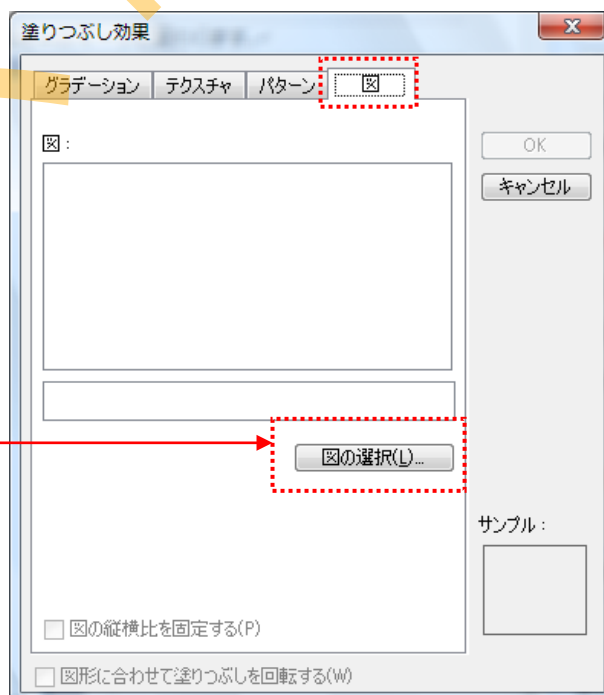 塗りつぶし効果
グラデーション テクスチャ パターン 図
図：
OK
キャンセル
図の選択(L)...
サンプル：
図の縦横比を固定する(P)
図形に合わせて塗りつぶしを回転する(W)